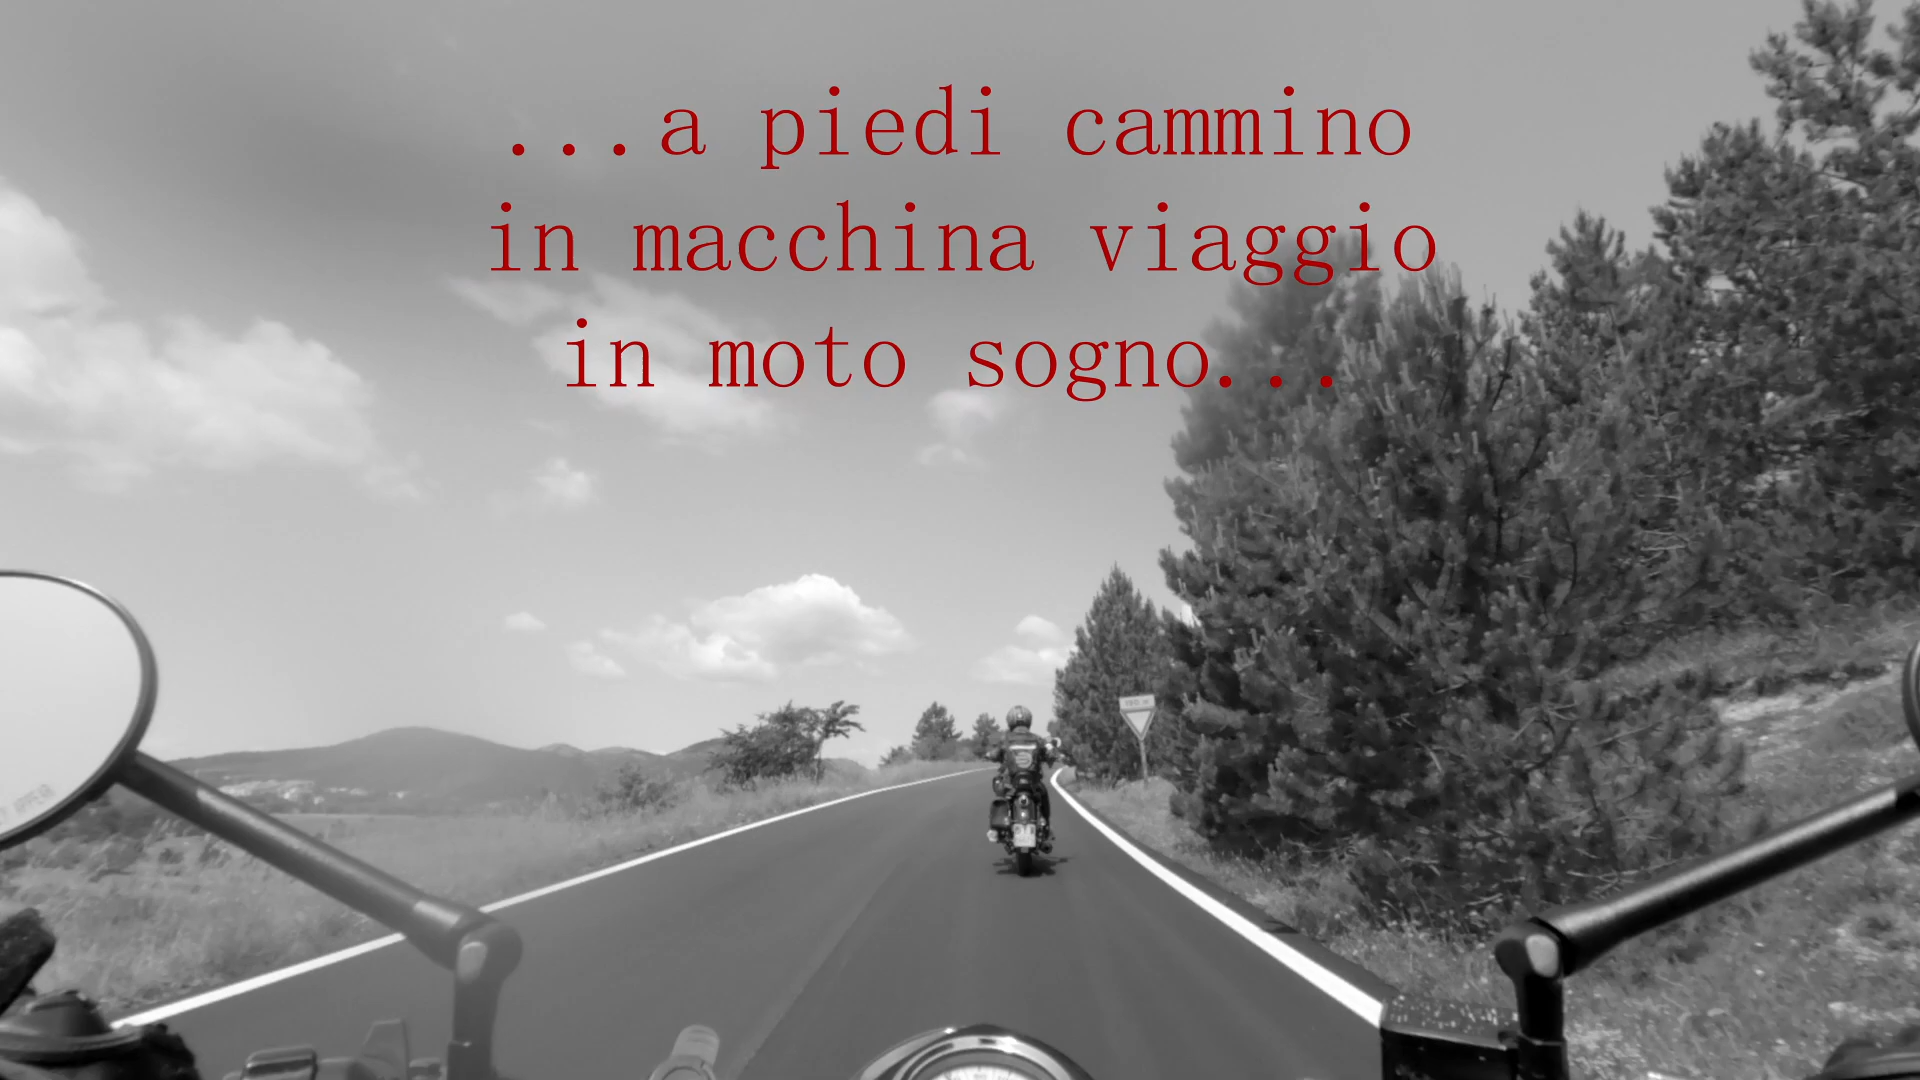 ...a piedi cammino
in macchina viaggio
in moto sogno...